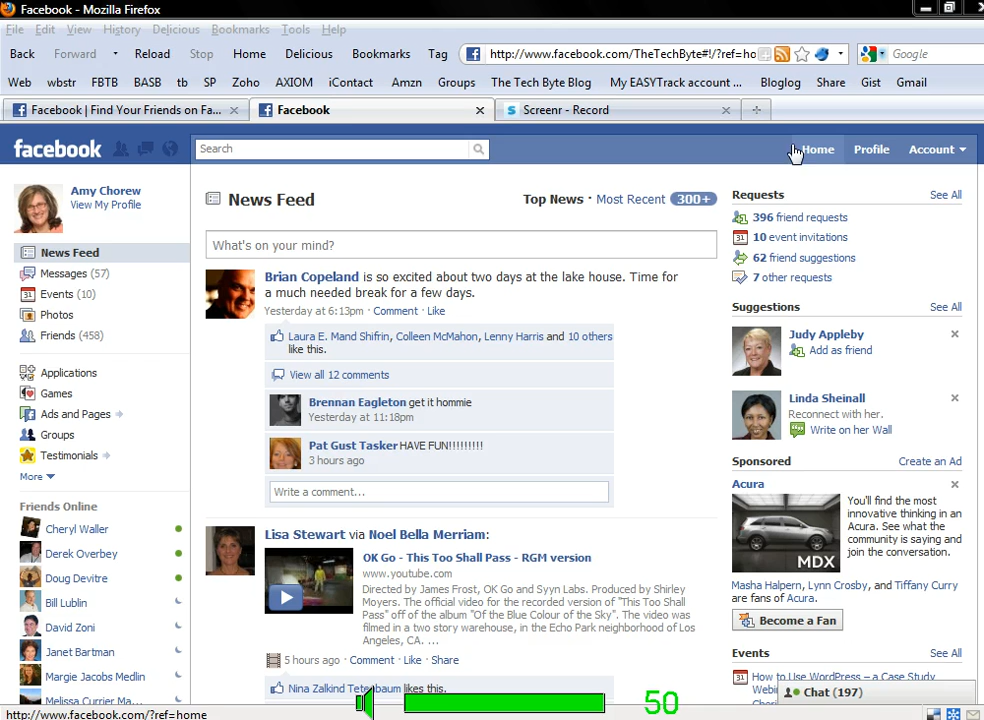 Facebook - Mozilla Firefox
File Edit View History Delicious Bookmarks Tools Help
Back Forward Reload Stop Home Delicious Bookmarks Tag http://www.facebook.com/TheTechByte#!/?ref=ho Google
Web wbstr FBTB BASB tb SP Zoho AXIOM iContact Amzn Groups The Tech Byte Blog My EASYTrack account ... Bloglog Share Gist Gmail
Facebook | Find Your Friends on Fa... Facebook Screenr - Record
facebook Search Home Profile Account
Amy Chorew
View My Profile
News Feed
Messages (57)
Events (10)
Photos
Friends (458)
Applications
Games
Ads and Pages
Groups
Testimonials
More
Friends Online
Cheryl Waller
Derek Overbey
Doug Devitre
Bill Lublin
David Zoni
Janet Bartman
Margie Jacobs Medlin
Melissa Currier
News Feed Top News · Most Recent 300+
What's on your mind?
Brian Copeland is so excited about two days at the lake house. Time for
a much needed break for a few days.
Yesterday at 6:13pm · Comment · Like
Laura E. Mand Shifrin, Colleen McMahon, Lenny Harris and 10 others
like this.
View all 12 comments
Brennan Eagleton get it hommie
Yesterday at 11:18pm
Pat Gust Tasker HAVE FUN!!!!!!!!!
3 hours ago
Write a comment...
Lisa Stewart via Noel Bella Merriam:
OK Go - This Too Shall Pass - RGM version
www.youtube.com
Directed by James Frost, OK Go and Syyn Labs. Produced by Shirley
Moyers. The official video for the recorded version of "This Too Shall
Pass" off of the album "Of the Blue Colour of the Sky". The video was
filmed in a two story warehouse, in the Echo Park neighborhood of Los
Angeles, CA. ...
5 hours ago · Comment · Like · Share
Nina Zalkind Tetenbaum likes this.
Requests See All
396 friend requests
10 event invitations
62 friend suggestions
7 other requests
Suggestions See All
Judy Appleby
Add as friend
Linda Sheinall
Reconnect with her.
Write on her Wall
Sponsored Create an Ad
Acura
You'll find the most
innovative thinking in an
Acura. See what the
community is saying and
join the conversation.
MDX
Masha Halpern, Lynn Crosby, and Tiffany Curry
are fans of Acura.
Become a Fan
Events See All
How to Use WordPress – a Case Study
Chat (197)
50
http://www.facebook.com/?ref=home